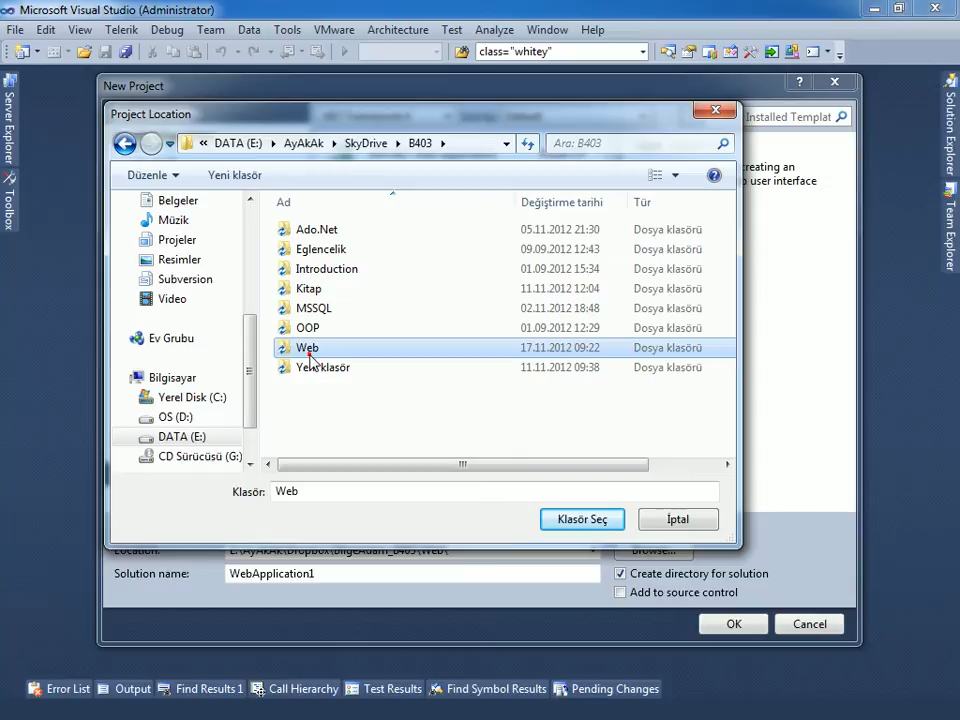 Microsoft Visual Studio (Administrator)
File Edit View Telerik Debug Team Data Tools VMware Architecture Test Analyze Window Help
class="whitey"
Server Explorer
Toolbox
Solution Explorer
Team Explorer
New Project
Project Location
Installed Templat
« DATA (E:) AyAkAk SkyDrive B403
Ara: B403
creating an
user interface
Düzenle Yeni klasör
Ad Değiştirme tarihi Tür
Belgeler
Müzik
Projeler
Resimler
Subversion
Video
Ev Grubu
Bilgisayar
Yerel Disk (C:)
OS (D:)
DATA (E:)
CD Sürücüsü (G:)
Ado.Net 05.11.2012 21:30 Dosya klasörü
Eglencelik 09.09.2012 12:43 Dosya klasörü
Introduction 01.09.2012 15:34 Dosya klasörü
Kitap 11.11.2012 12:04 Dosya klasörü
MSSQL 02.11.2012 18:48 Dosya klasörü
OOP 01.09.2012 12:29 Dosya klasörü
Web 17.11.2012 09:22 Dosya klasörü
Yeni klasör 11.11.2012 09:38 Dosya klasörü
Klasör: Web
Klasör Seç İptal
Location: E:\AyAkAk\Dropbox\BilgeAdam_B403\Web\ Browse...
Solution name: WebApplication1
Create directory for solution
Add to source control
OK Cancel
Error List Output Find Results 1 Call Hierarchy Test Results Find Symbol Results Pending Changes